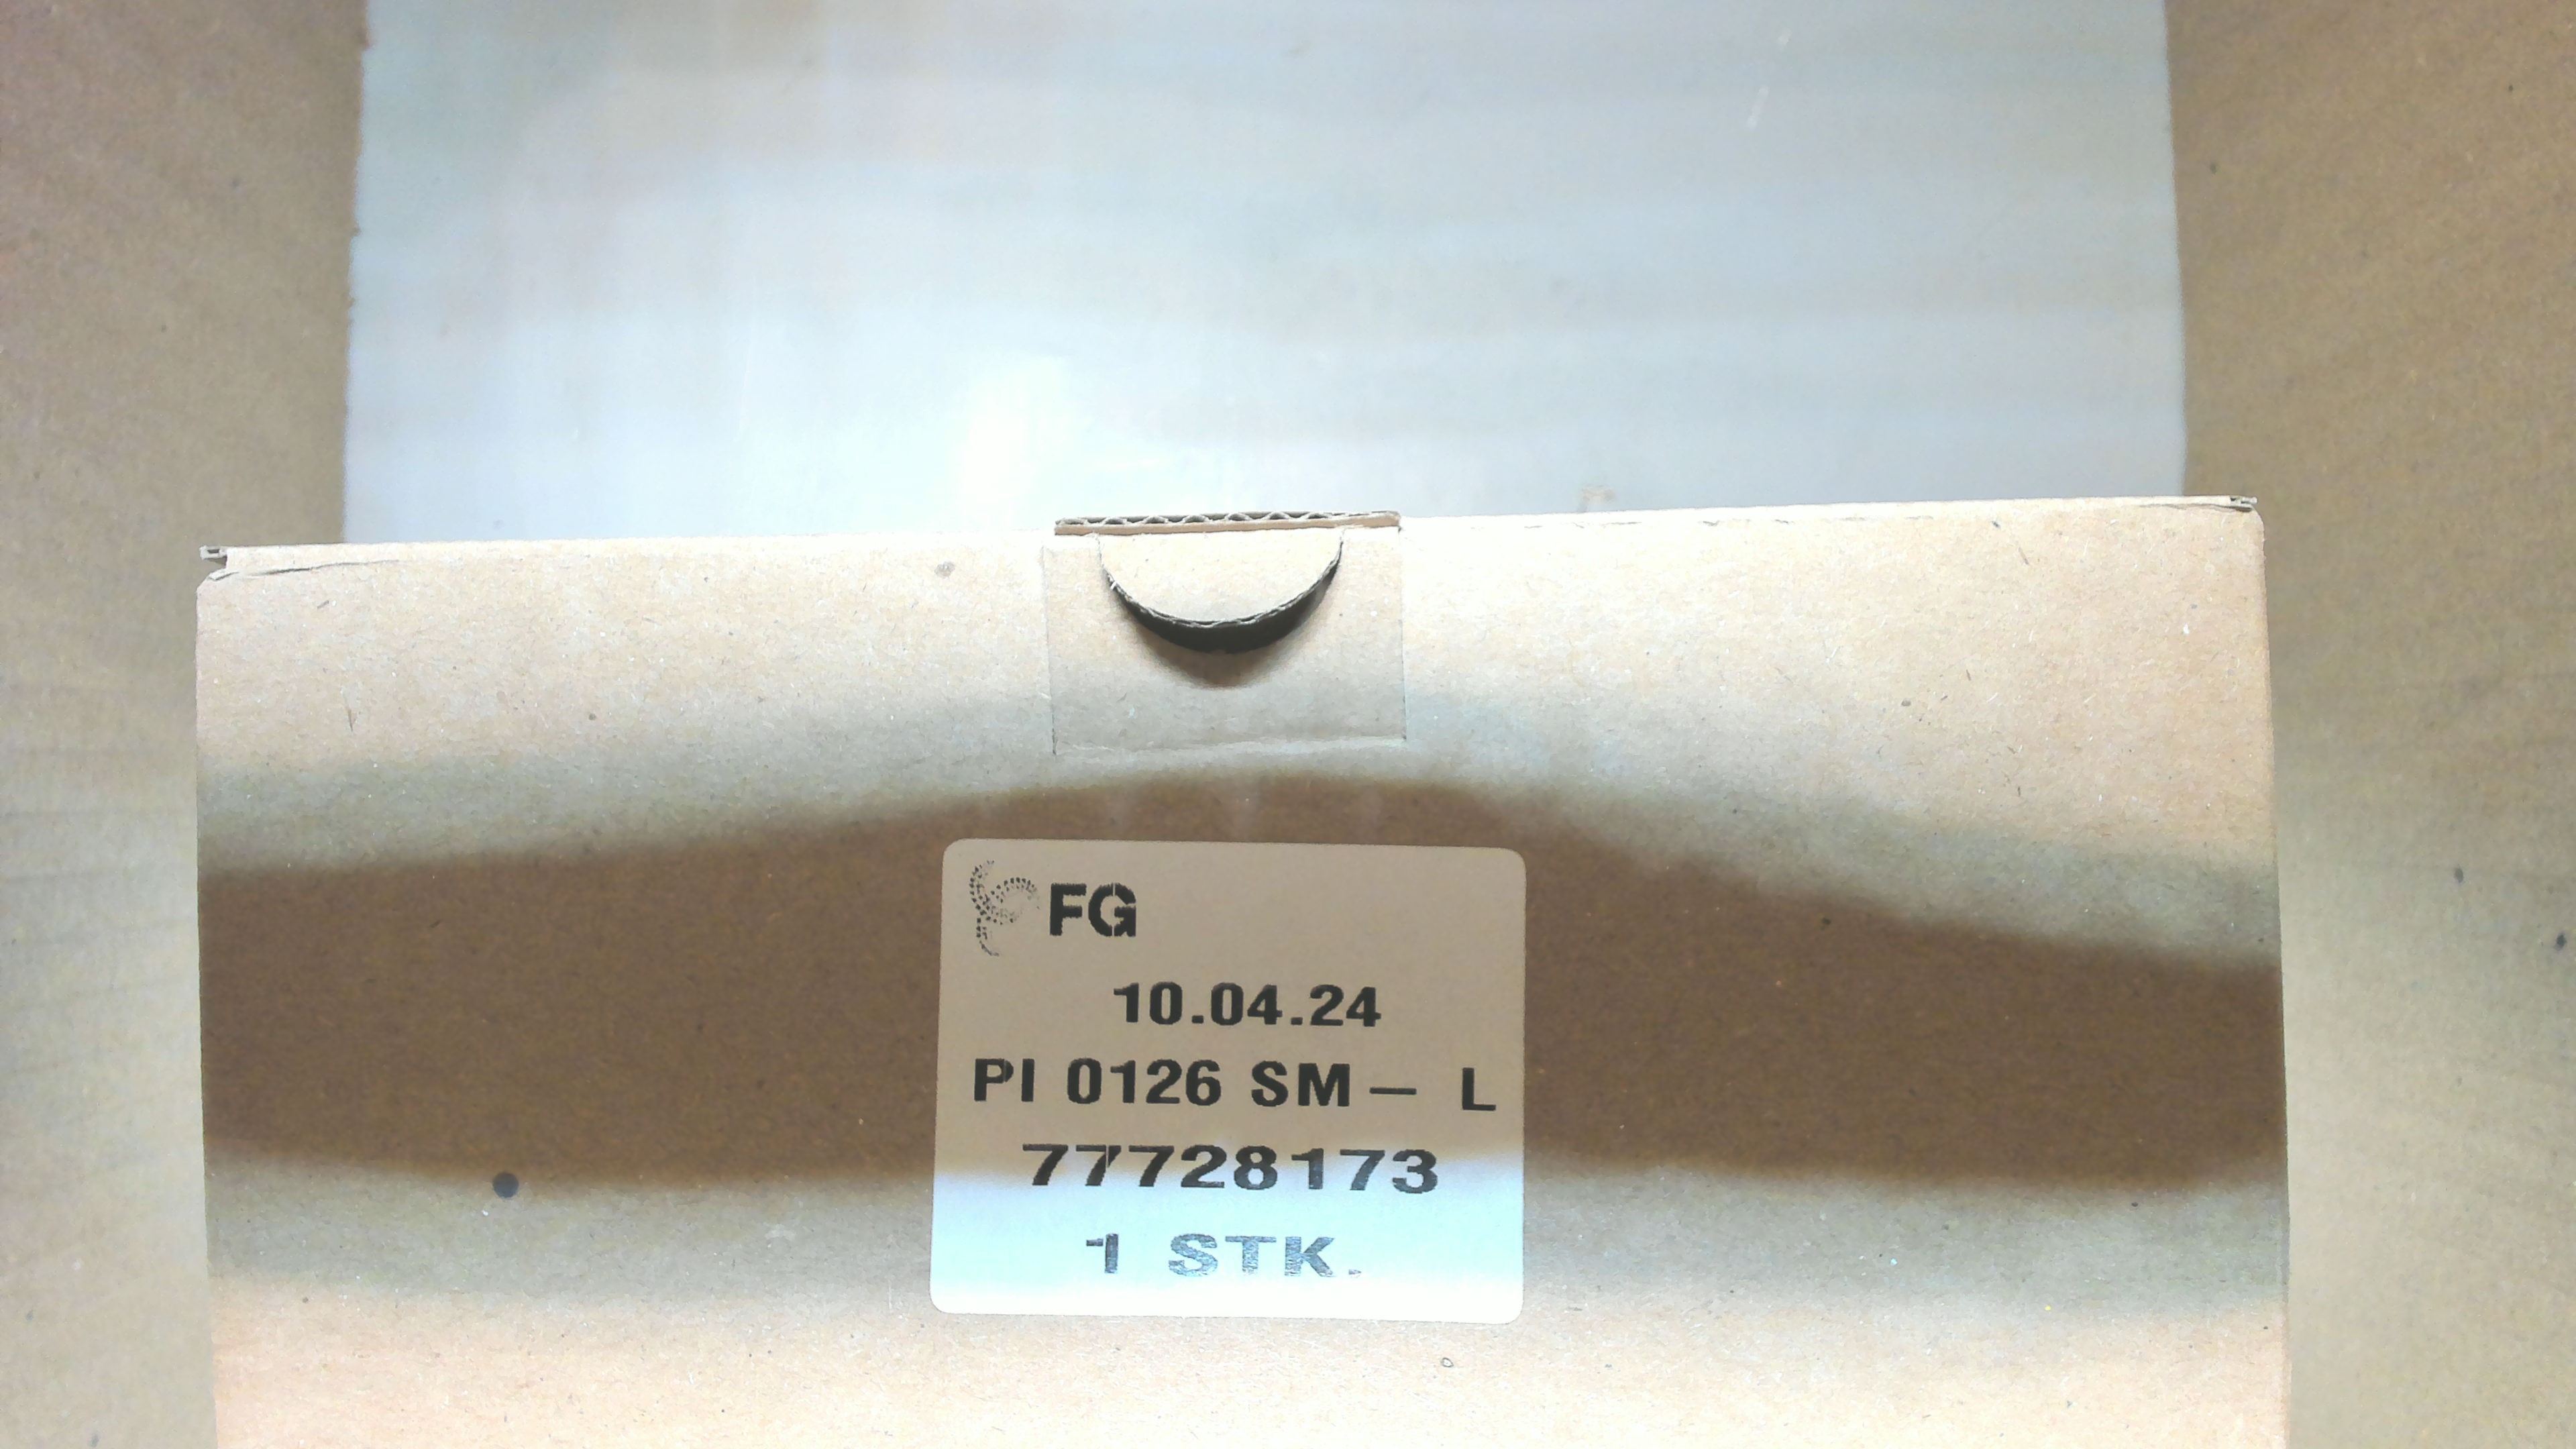 FG
10.04.24
PI 0126 SM — L
77728173
1 STK.